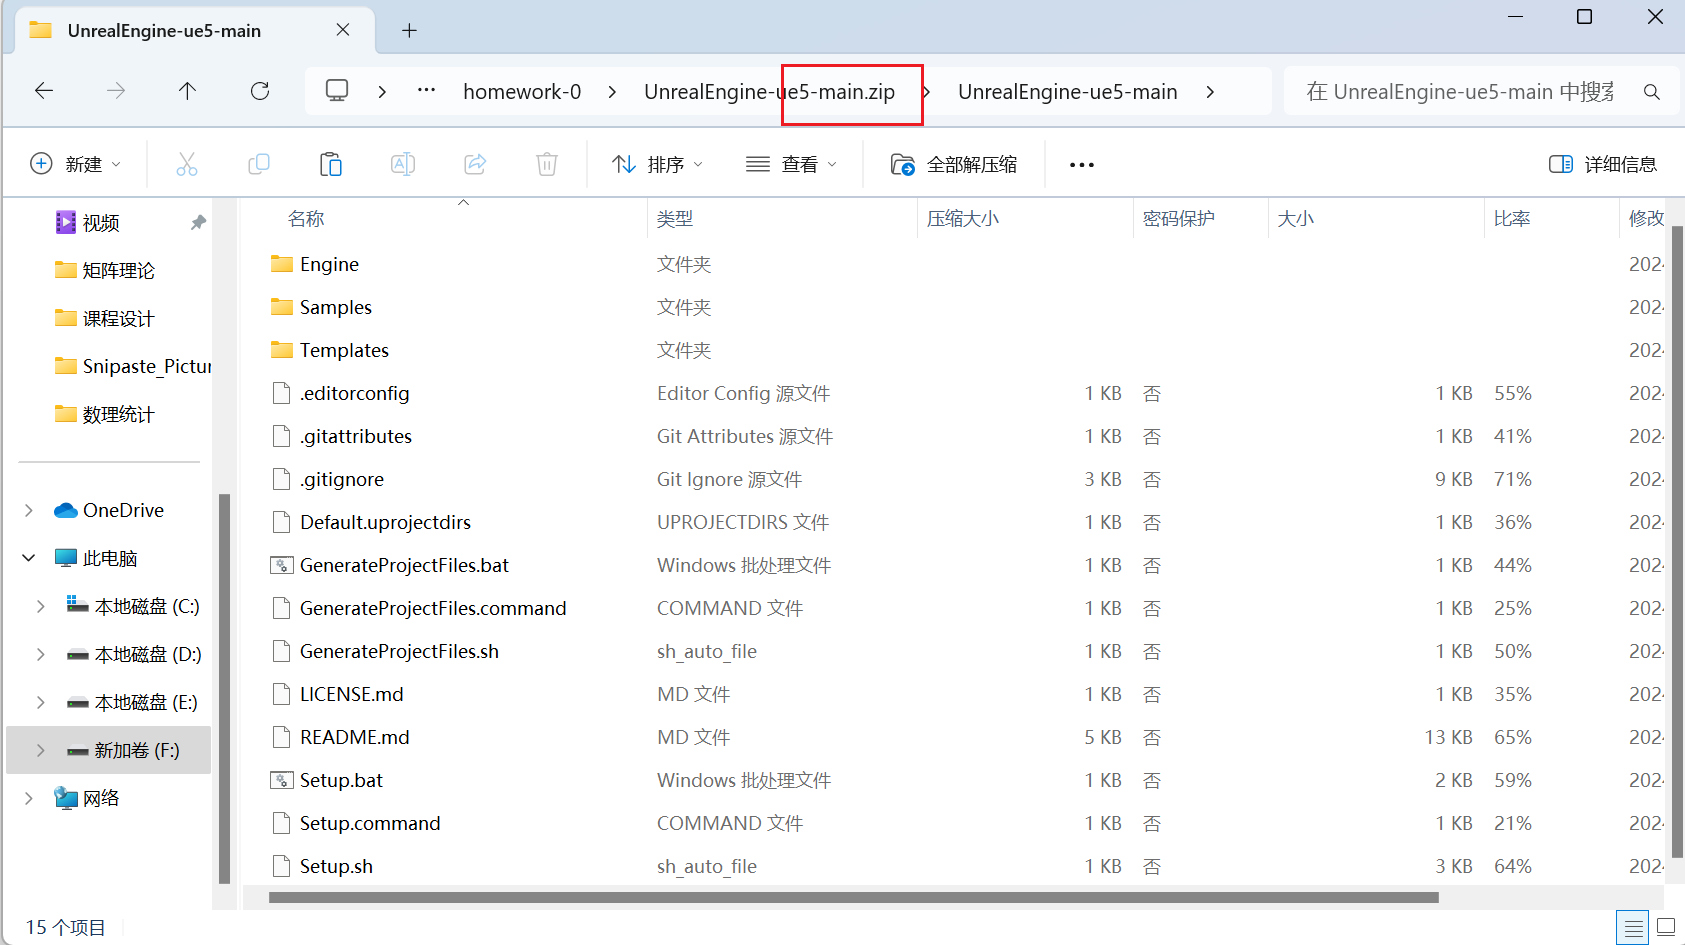 UnrealEngine-ue5-main
homework-0 UnrealEngine-ue5-main.zip UnrealEngine-ue5-main 在 UnrealEngine-ue5-main 中搜索
新建 排序 查看 全部解压缩 详细信息
视频
矩阵理论
课程设计
Snipaste_Pictur
数理统计
OneDrive
此电脑
本地磁盘 (C:)
本地磁盘 (D:)
本地磁盘 (E:)
新加卷 (F:)
网络
名称 类型 压缩大小 密码保护 大小 比率 修改
Engine 文件夹 202
Samples 文件夹 202
Templates 文件夹 202
.editorconfig Editor Config 源文件 1 KB 否 1 KB 55% 202
.gitattributes Git Attributes 源文件 1 KB 否 1 KB 41% 202
.gitignore Git Ignore 源文件 3 KB 否 9 KB 71% 202
Default.uprojectdirs UPROJECTDIRS 文件 1 KB 否 1 KB 36% 202
GenerateProjectFiles.bat Windows 批处理文件 1 KB 否 1 KB 44% 202
GenerateProjectFiles.command COMMAND 文件 1 KB 否 1 KB 25% 202
GenerateProjectFiles.sh sh_auto_file 1 KB 否 1 KB 50% 202
LICENSE.md MD 文件 1 KB 否 1 KB 35% 202
README.md MD 文件 5 KB 否 13 KB 65% 202
Setup.bat Windows 批处理文件 1 KB 否 2 KB 59% 202
Setup.command COMMAND 文件 1 KB 否 1 KB 21% 202
Setup.sh sh_auto_file 1 KB 否 3 KB 64% 202
15 个项目